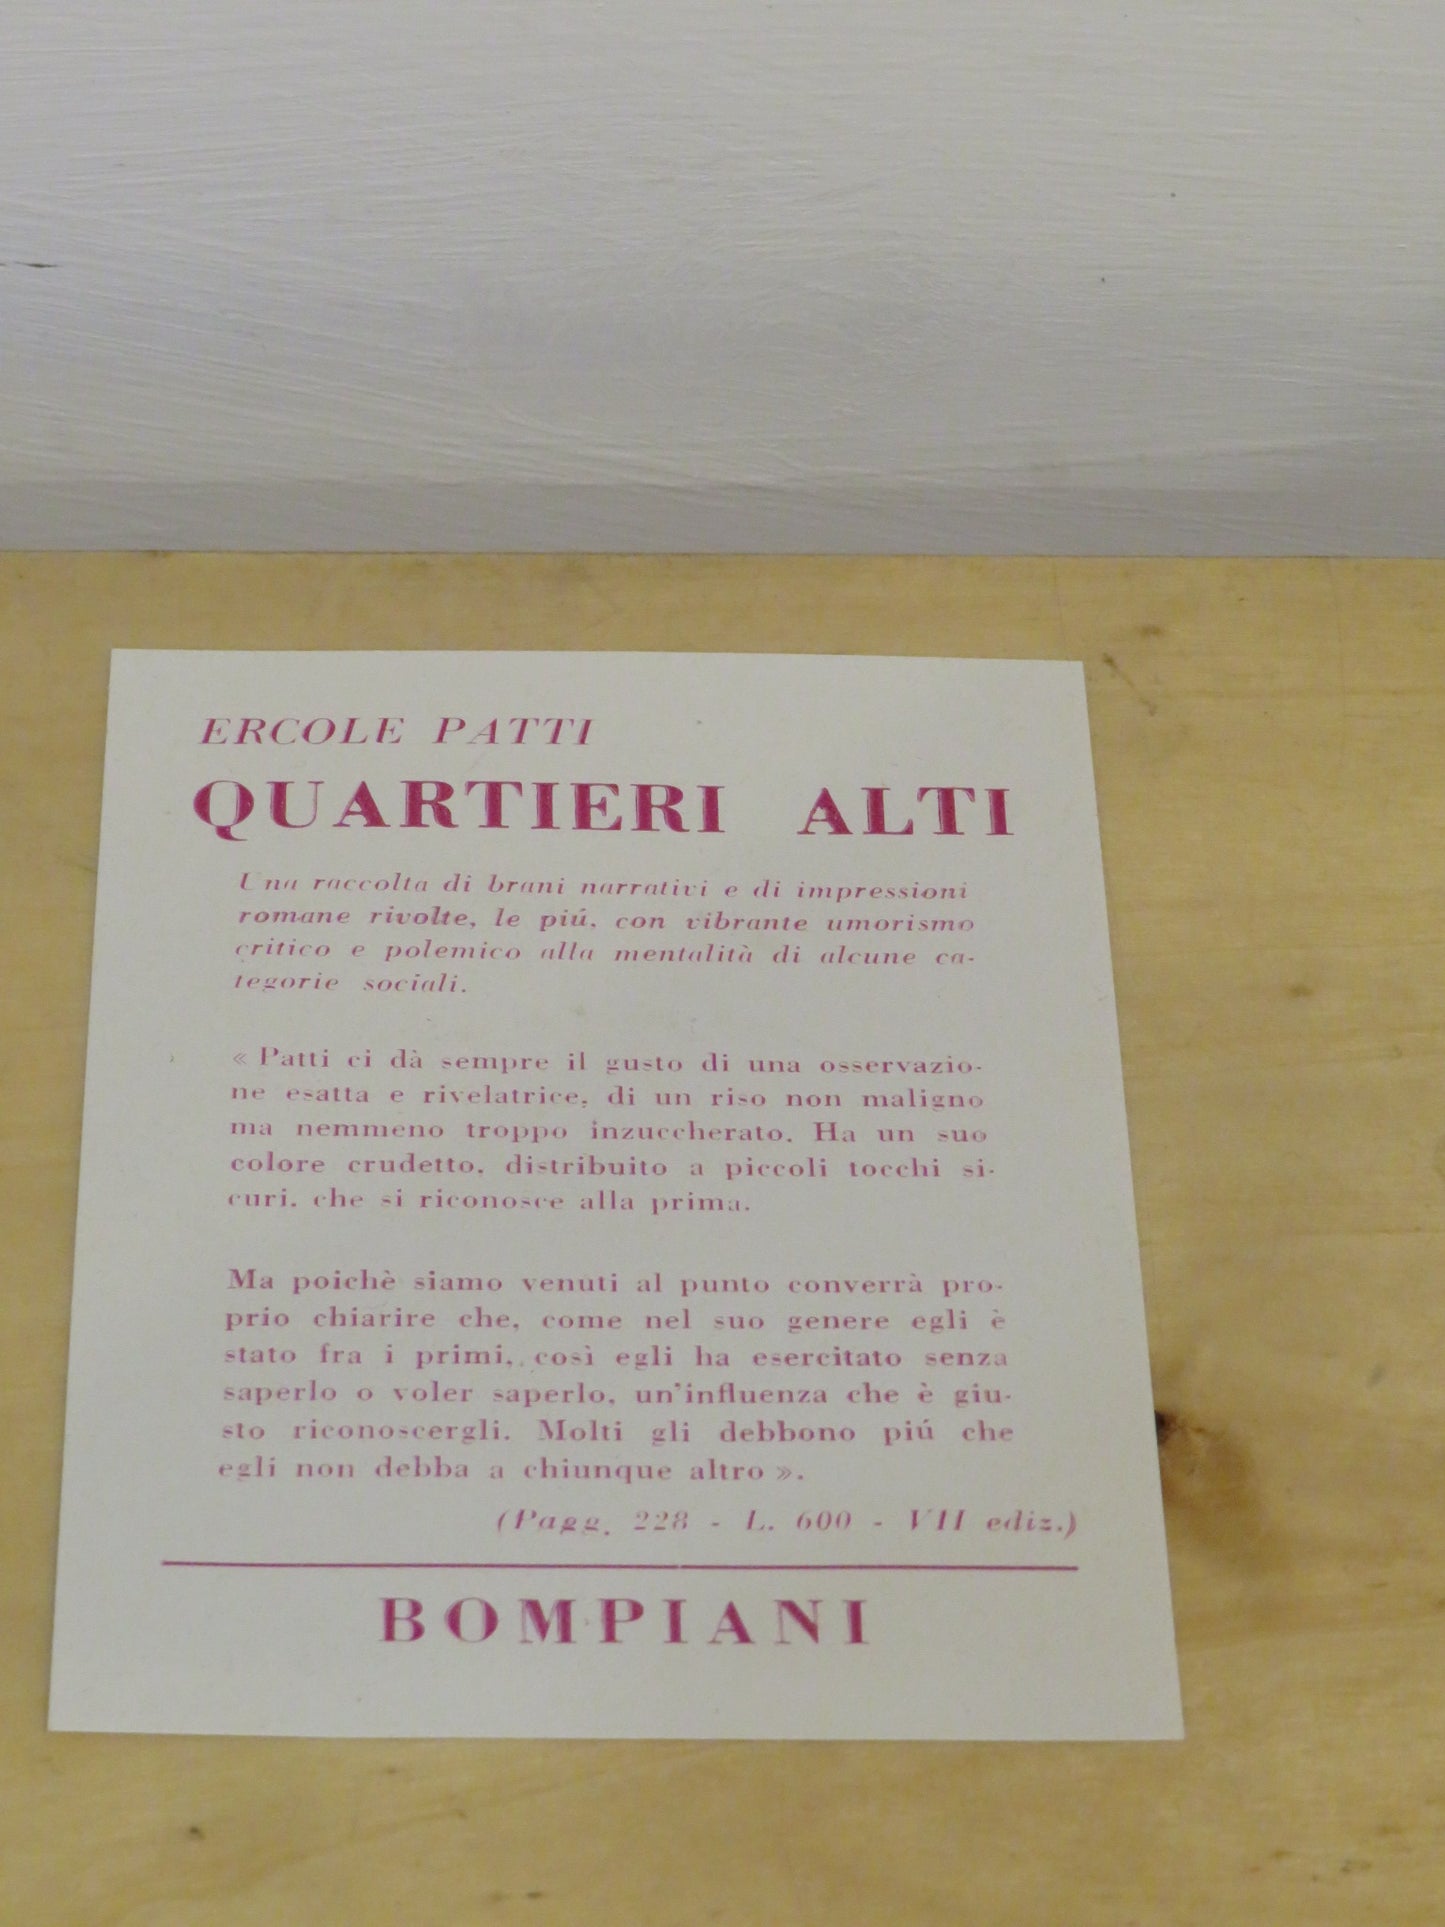 ERCOLE PATTI
QUARTIERI ALTI
Una raccolta di brani narrativi e di impressioni
romane rivolte, le piú, con vibrante umorismo
critico e polemico alla mentalità di alcune ca-
tegorie sociali.
« Patti ci dà sempre il gusto di una osservazio-
ne esatta e rivelatrice, di un riso non maligno
ma nemmeno troppo inzuccherato. Ha un suo
colore crudetto, distribuito a piccoli tocchi si-
curi, che si riconosce alla prima.
Ma poichè siamo venuti al punto converrà pro-
prio chiarire che, come nel suo genere egli è
stato fra i primi, così egli ha esercitato senza
saperlo o voler saperlo, un'influenza che è giu-
sto riconoscergli. Molti gli debbono piú che
egli non debba a chiunque altro ».
(Pagg. 228 - L. 600 - VII ediz.)
BOMPIANI